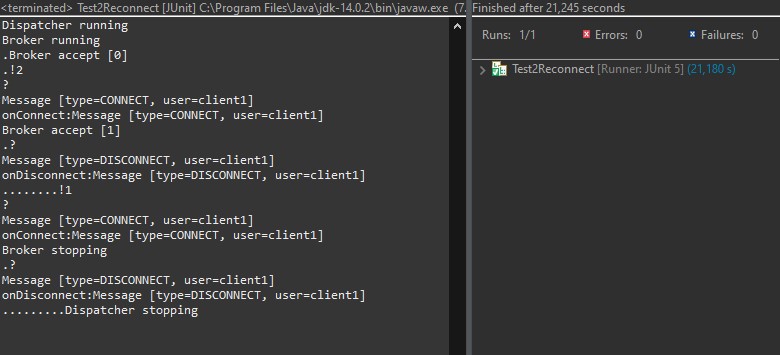 <terminated> Test2Reconnect [JUnit] C:\Program Files\Java\jdk-14.0.2\bin\javaw.exe (7.
Dispatcher running
Broker running
.Broker accept [0]
.!2
?
Message [type=CONNECT, user=client1]
onConnect:Message [type=CONNECT, user=client1]
Broker accept [1]
.?
Message [type=DISCONNECT, user=client1]
onDisconnect:Message [type=DISCONNECT, user=client1]
........!1
?
Message [type=CONNECT, user=client1]
onConnect:Message [type=CONNECT, user=client1]
Broker stopping
.?
Message [type=DISCONNECT, user=client1]
onDisconnect:Message [type=DISCONNECT, user=client1]
.........Dispatcher stopping
Finished after 21,245 seconds
Runs: 1/1 Errors: 0 Failures: 0
Test2Reconnect [Runner: JUnit 5] (21,180 s)